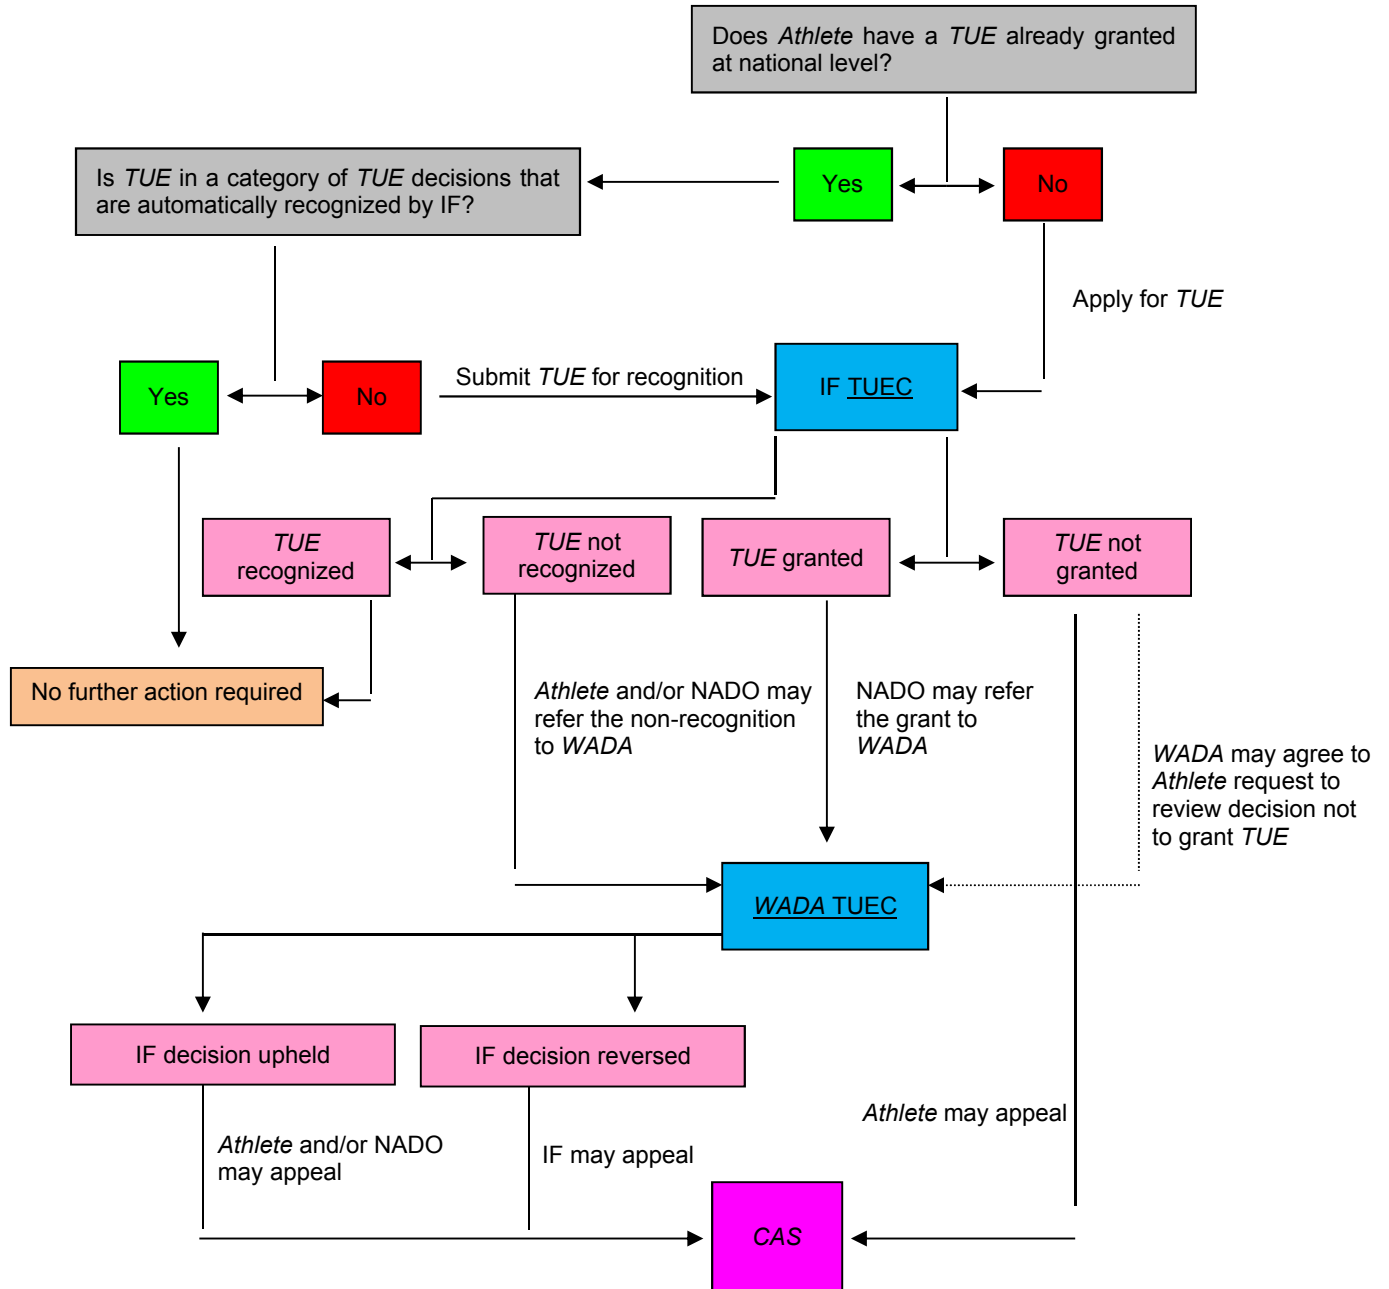 Does Athlete have a TUE already granted
at national level?
Is TUE in a category of TUE decisions that
are automatically recognized by IF?
Yes
No
Apply for TUE
Yes
No
Submit TUE for recognition
IF TUEC
TUE
recognized
TUE not
recognized
TUE granted
TUE not
granted
No further action required
Athlete and/or NADO may
refer the non-recognition
to WADA
NADO may refer
the grant to
WADA
WADA may agree to
Athlete request to
review decision not
to grant TUE
WADA TUEC
IF decision upheld
IF decision reversed
Athlete may appeal
Athlete and/or NADO
may appeal
IF may appeal
CAS